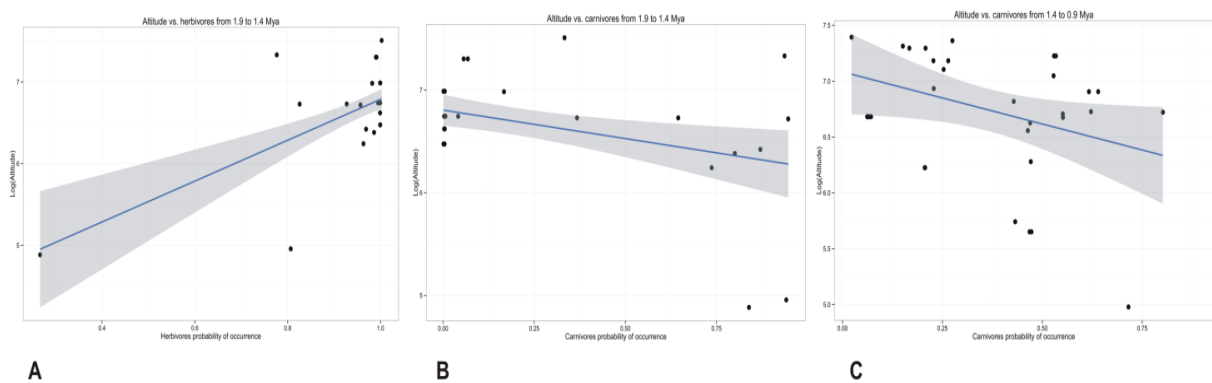 Altitude vs. herbivores from 1.9 to 1.4 Mya
Log(Altitude)
7
6
5
0.4 0.6 0.8 1.0
Herbivores probability of occurrence
A
Altitude vs. carnivores from 1.9 to 1.4 Mya
Log(Altitude)
7
6
5
0.00 0.25 0.50 0.75
Carnivores probability of occurrence
B
Altitude vs. carnivores from 1.4 to 0.9 Mya
Log(Altitude)
7.5
7.0
6.5
6.0
5.5
5.0
0.00 0.25 0.50 0.75
Carnivores probability of occurrence
C